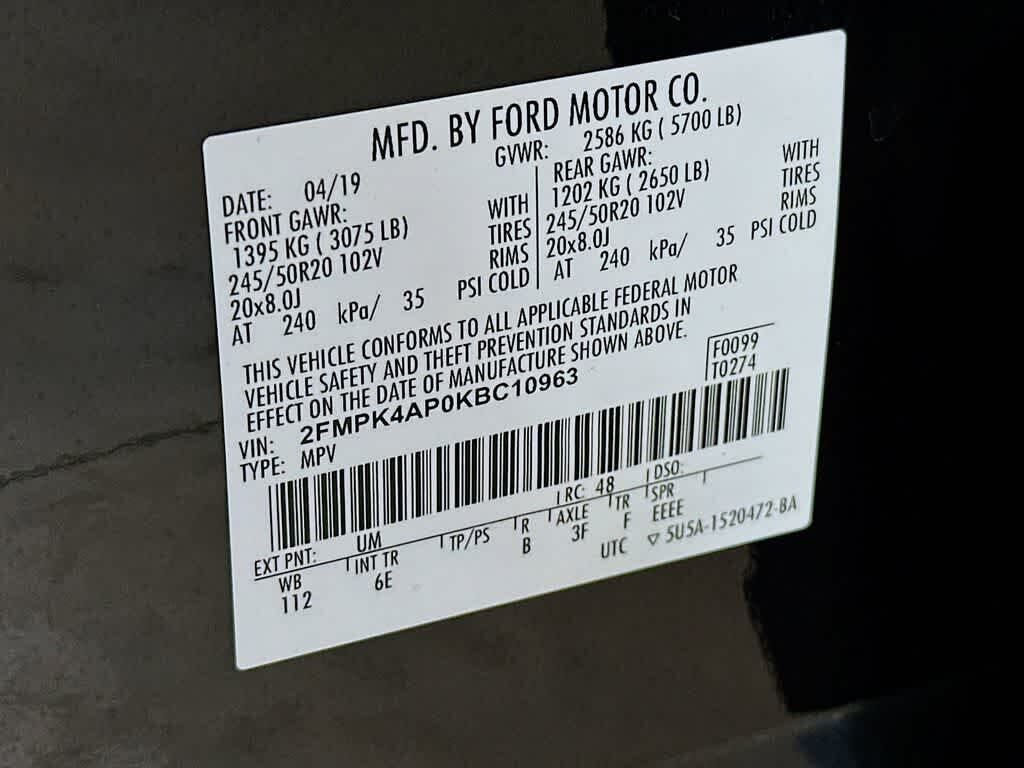 MFD. BY FORD MOTOR CO.
DATE: 04/19
GVWR: 2586 KG ( 5700 LB)
FRONT GAWR:
1395 KG ( 3075 LB) WITH
245/50R20 102V TIRES
20x8.0J RIMS
AT 240 kPa/ 35 PSI COLD
REAR GAWR:
1202 KG ( 2650 LB) WITH
245/50R20 102V TIRES
20x8.0J RIMS
AT 240 kPa/ 35 PSI COLD
THIS VEHICLE CONFORMS TO ALL APPLICABLE FEDERAL MOTOR
VEHICLE SAFETY AND THEFT PREVENTION STANDARDS IN
EFFECT ON THE DATE OF MANUFACTURE SHOWN ABOVE.
F0099
T0274
VIN: 2FMPK4AP0KBC10963
TYPE: MPV
EXT PNT: UM RC: 48 DSO:
WB INT TR TP/PS R AXLE TR SPR
112 6E B 3F F EEEE
UTC ▽ 5U5A-1520472-BA